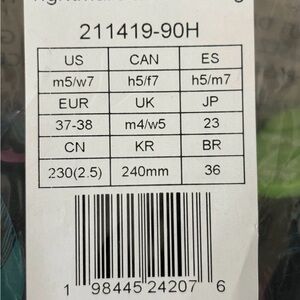 211419-90H
US CAN ES
m5/w7 h5/f7 h5/m7
EUR UK JP
37-38 m4/w5 23
CN KR BR
230(2.5) 240mm 36
1 98445 24207 6